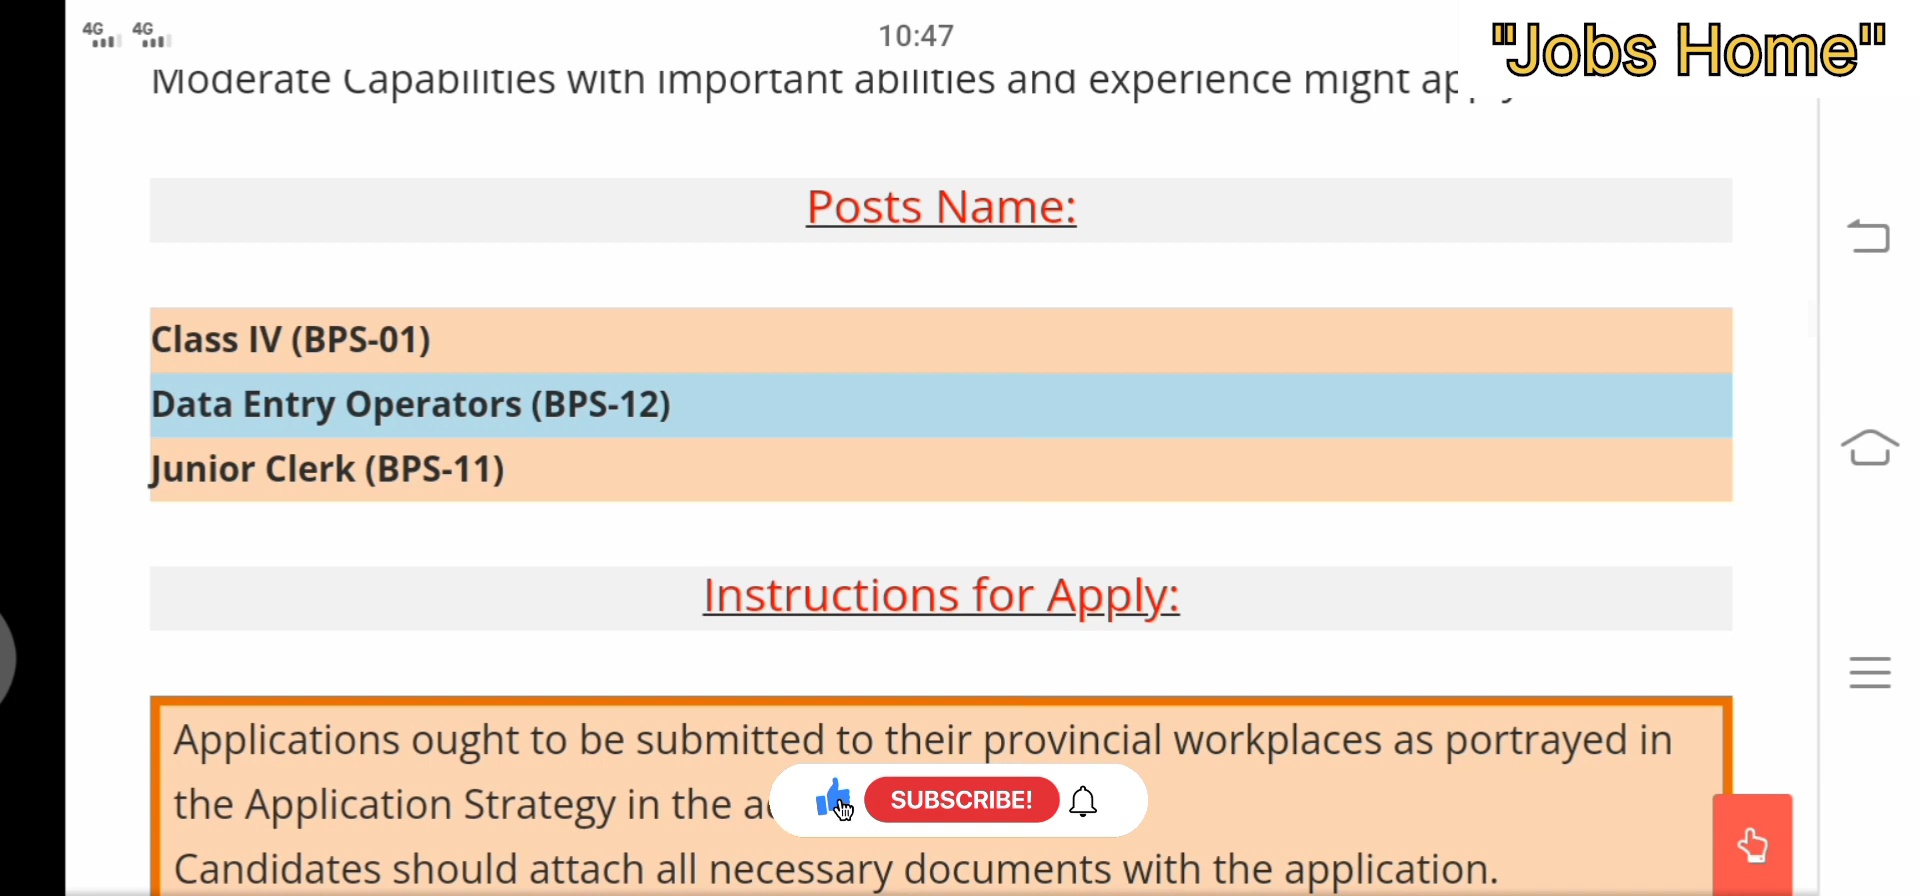 4G 4G 10:47 "Jobs Home"
Moderate Capabilities with important abilities and experience might apply
Posts Name:
Class IV (BPS-01)
Data Entry Operators (BPS-12)
Junior Clerk (BPS-11)
Instructions for Apply:
Applications ought to be submitted to their provincial workplaces as portrayed in
the Application Strategy in the
SUBSCRIBE!
Candidates should attach all necessary documents with the application.